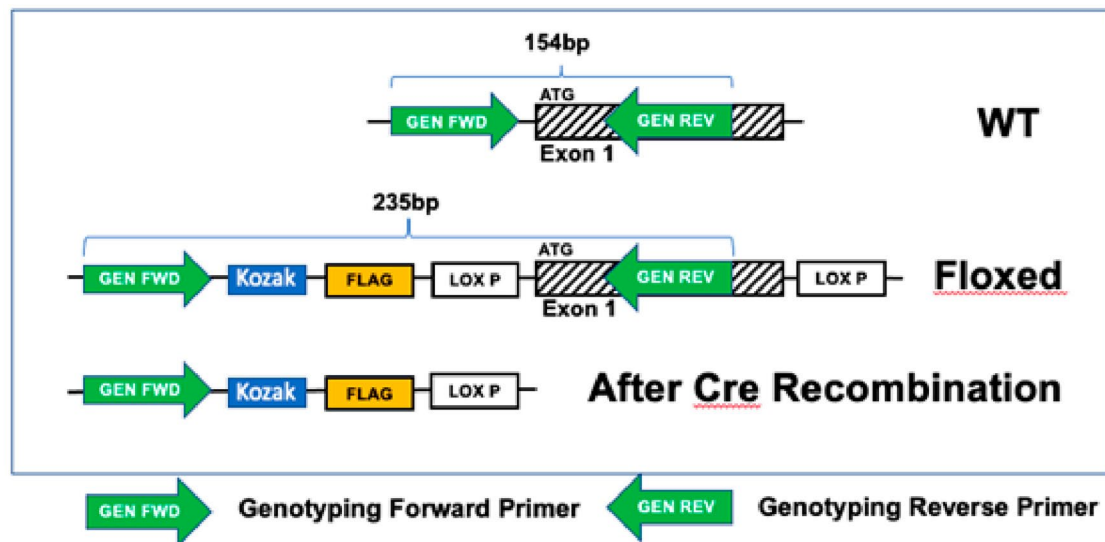 154bp
ATG
GEN FWD GEN REV WT
Exon 1
235bp
ATG
GEN FWD Kozak FLAG LOX P GEN REV LOX P Floxed
Exon 1
GEN FWD Kozak FLAG LOX P After Cre Recombination
GEN FWD Genotyping Forward Primer GEN REV Genotyping Reverse Primer